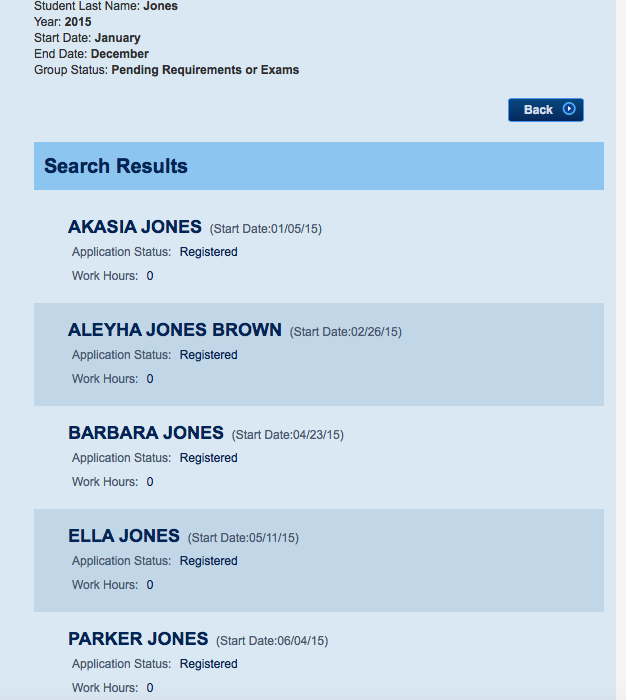 Student Last Name: Jones
Year: 2015
Start Date: January
End Date: December
Group Status: Pending Requirements or Exams
Back
Search Results
AKASIA JONES (Start Date:01/05/15)
Application Status: Registered
Work Hours: 0
ALEYHA JONES BROWN (Start Date:02/26/15)
Application Status: Registered
Work Hours: 0
BARBARA JONES (Start Date:04/23/15)
Application Status: Registered
Work Hours: 0
ELLA JONES (Start Date:05/11/15)
Application Status: Registered
Work Hours: 0
PARKER JONES (Start Date:06/04/15)
Application Status: Registered
Work Hours: 0